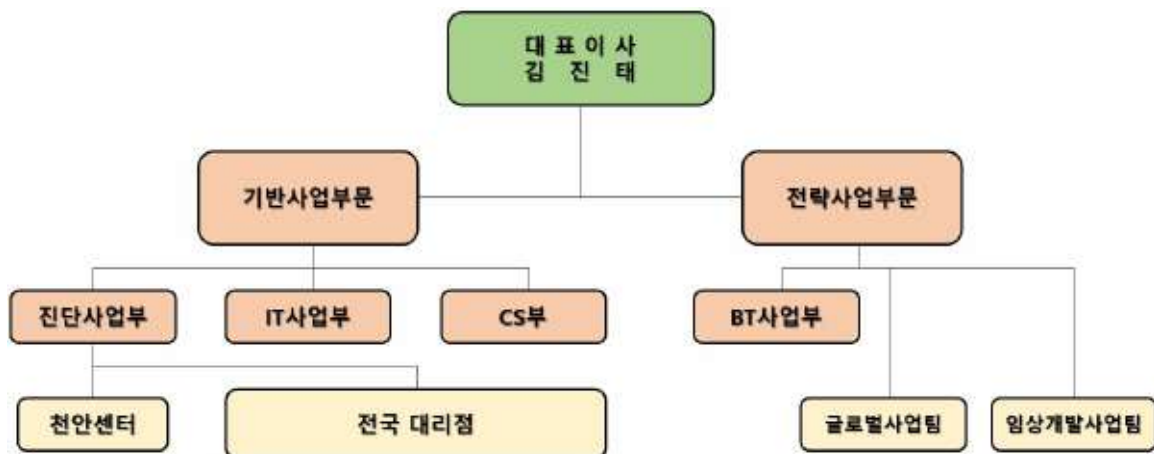 대 표 이 사
김 진 태
기반사업부문
전략사업부문
진단사업부
IT사업부
CS부
BT사업부
천안센터
전국 대리점
글로벌사업팀
임상개발사업팀